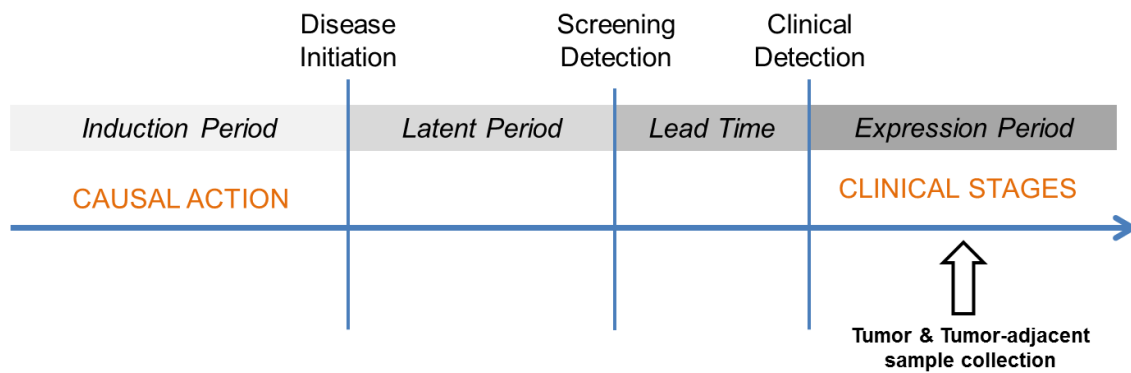 Disease
Initiation
Screening
Detection
Clinical
Detection
Induction Period
Latent Period
Lead Time
Expression Period
CAUSAL ACTION
CLINICAL STAGES
Tumor & Tumor-adjacent
sample collection